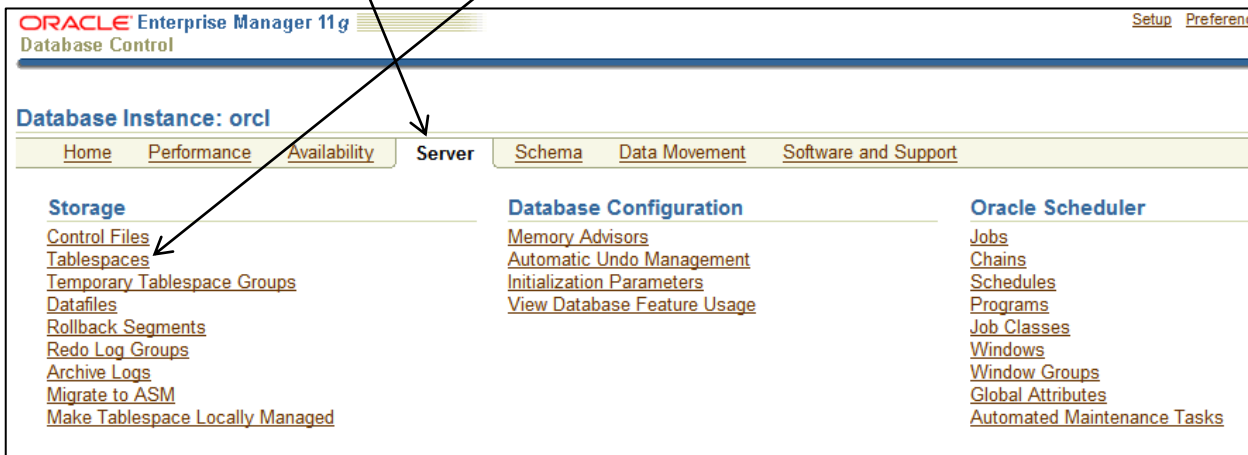 ORACLE Enterprise Manager 11g
Database Control
Setup
Database Instance: orcl
Home Performance Availability Server Schema Data Movement Software and Support
Storage
Control Files
Tablespaces
Temporary Tablespace Groups
Datafiles
Rollback Segments
Redo Log Groups
Archive Logs
Migrate to ASM
Make Tablespace Locally Managed
Database Configuration
Memory Advisors
Automatic Undo Management
Initialization Parameters
View Database Feature Usage
Oracle Scheduler
Jobs
Chains
Schedules
Programs
Job Classes
Windows
Window Groups
Global Attributes
Automated Maintenance Tasks